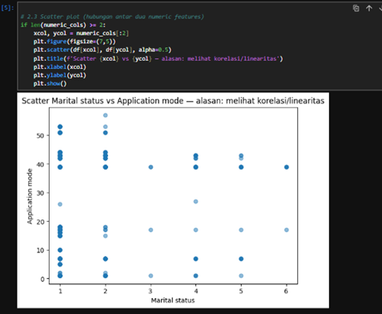 [5]:
# 2.3 Scatter plot (hubungan antar dua numeric features)
if len(numeric_cols) >= 2:
xcol, ycol = numeric_cols[:2]
plt.figure(figsize=(7,5))
plt.scatter(df[xcol], df[ycol], alpha=0.5)
plt.title(f"Scatter {xcol} vs {ycol} — alasan: melihat korelasi/linearitas")
plt.xlabel(xcol)
plt.ylabel(ycol)
plt.show()
Scatter Marital status vs Application mode — alasan: melihat korelasi/linearitas
Application mode
50
40
30
20
10
0
1 2 3 4 5 6
Marital status